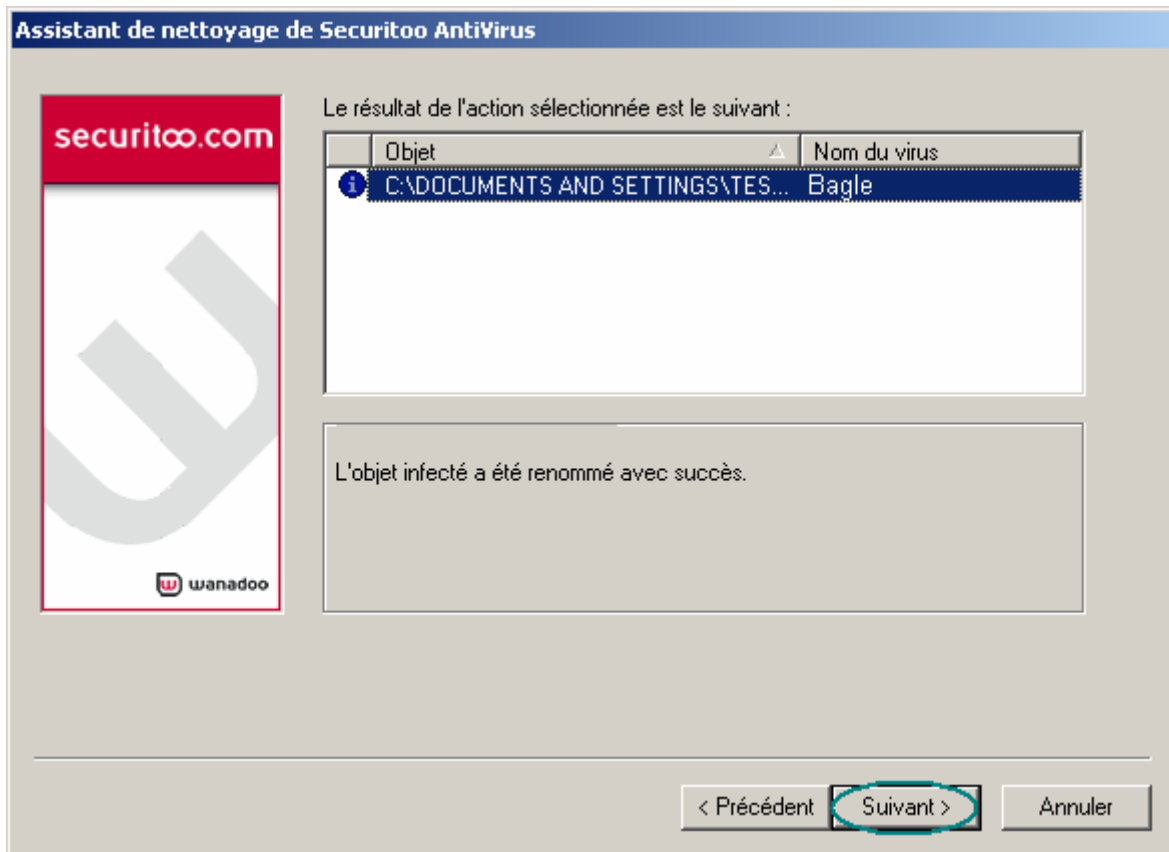 Assistant de nettoyage de Securitoo AntiVirus
securitoo.com
Le résultat de l'action sélectionnée est le suivant :
Objet Nom du virus
C:\DOCUMENTS AND SETTINGS\TES... Bagle
L'objet infecté a été renommé avec succès.
wanadoo
< Précédent Suivant > Annuler